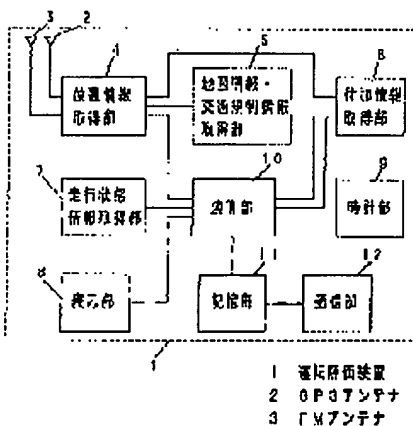 3 2
4
5
6
位置情報
取得部
地図情報・
交通規制情報
取得部
付加情報
取得部
7
10
9
走行状態
情報取得部
演算部
時計部
8
11
12
表示部
記憶部
通信部
1
1 運転評価装置
2 GPSアンテナ
3 FMアンテナ